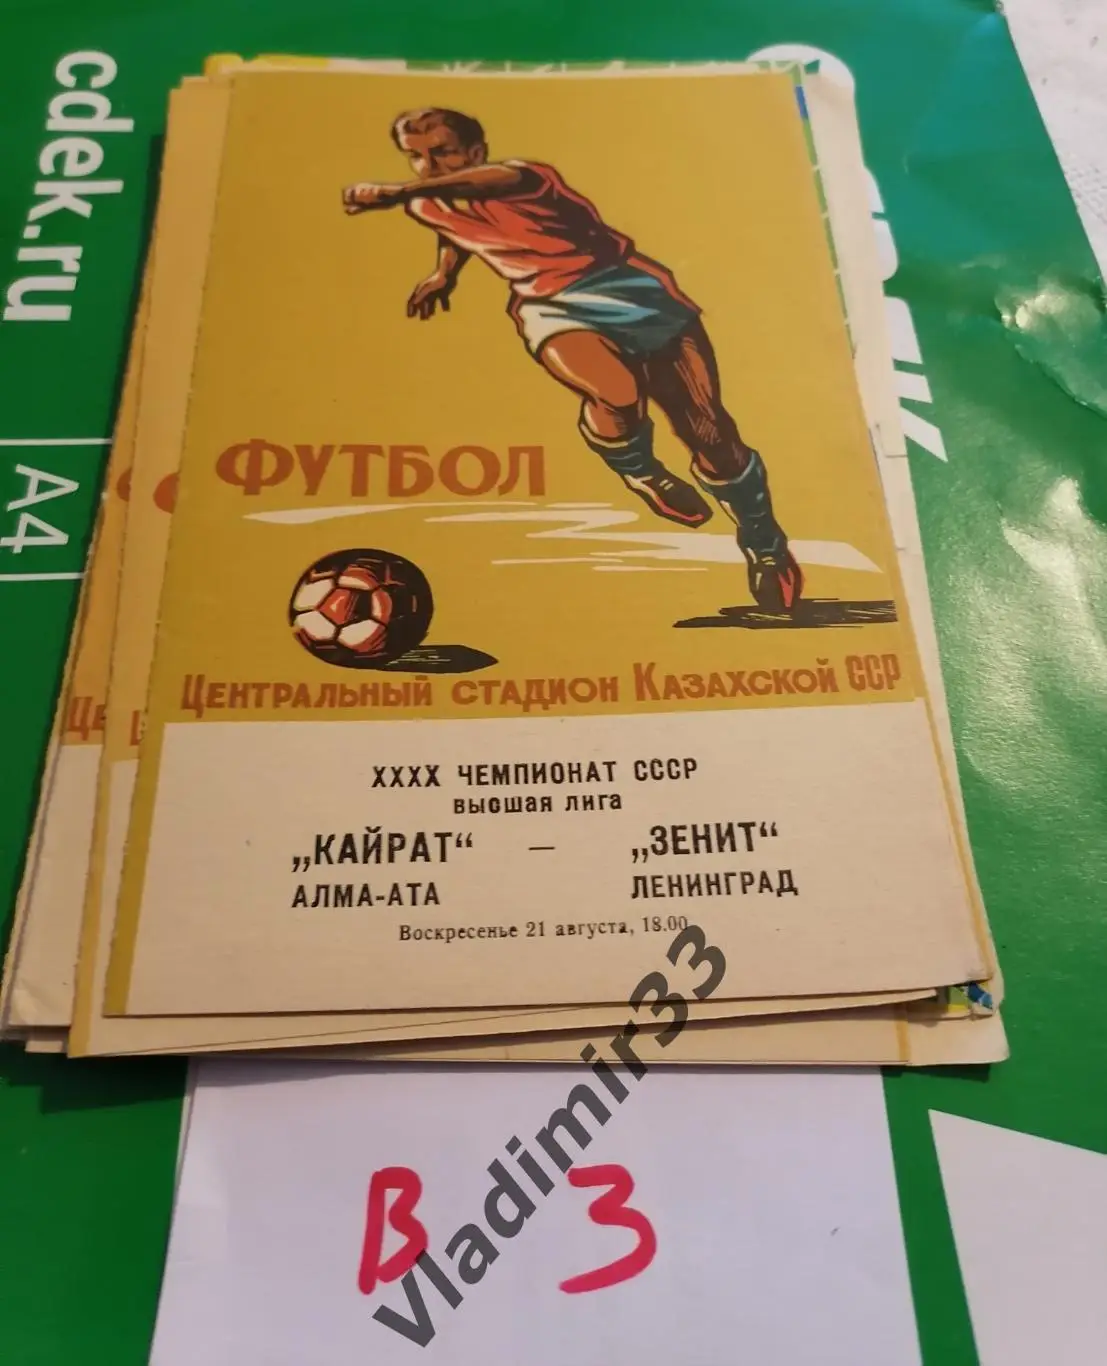 cdek.ru
A4
ФУТБОЛ
ЦЕНТРАЛЬНЫЙ СТАДИОН КАЗАХСКОЙ ССР
XXXX ЧЕМПИОНАТ СССР
ВЫСШАЯ ЛИГА
„КАЙРАТ“ — „ЗЕНИТ“
АЛМА-АТА ЛЕНИНГРАД
Воскресенье 21 августа, 18.00
В 3
Vladimir33